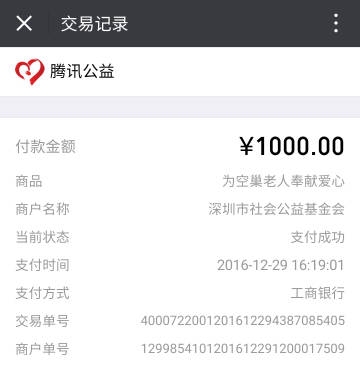 交易记录
腾讯公益
付款金额 ¥1000.00
商品 为空巢老人奉献爱心
商户名称 深圳市社会公益基金会
当前状态 支付成功
支付时间 2016-12-29 16:19:01
支付方式 工商银行
交易单号 4000722001201612294387085405
商户单号 1299854101201612291200017509